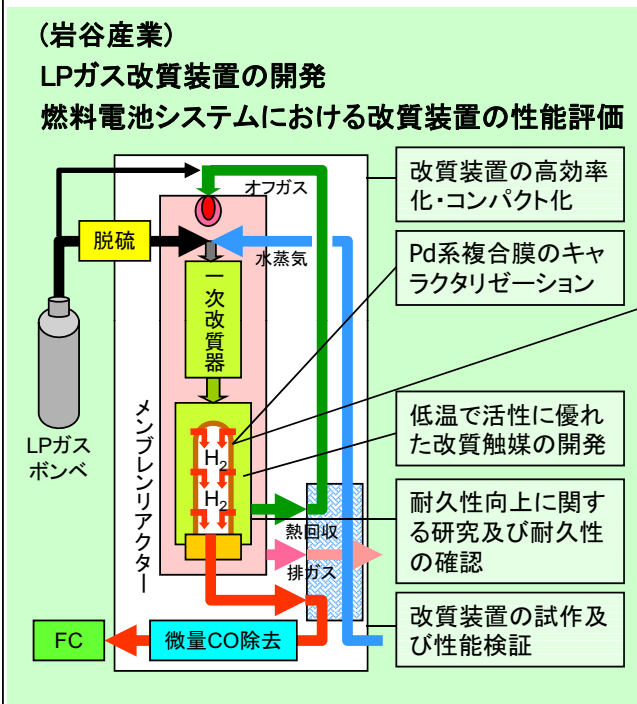 (岩谷産業)
LPガス改質装置の開発
燃料電池システムにおける改質装置の性能評価
オフガス
改質装置の高効率
化・コンパクト化
脱硫
水蒸気
Pd系複合膜のキャ
ラクタリゼーション
一次改質器
メンブレンリアクター
LPガス
ボンベ
H2
H2
低温で活性に優れ
た改質触媒の開発
熱回収
耐久性向上に関す
る研究及び耐久性
の確認
排ガス
改質装置の試作及
び性能検証
FC
微量CO除去